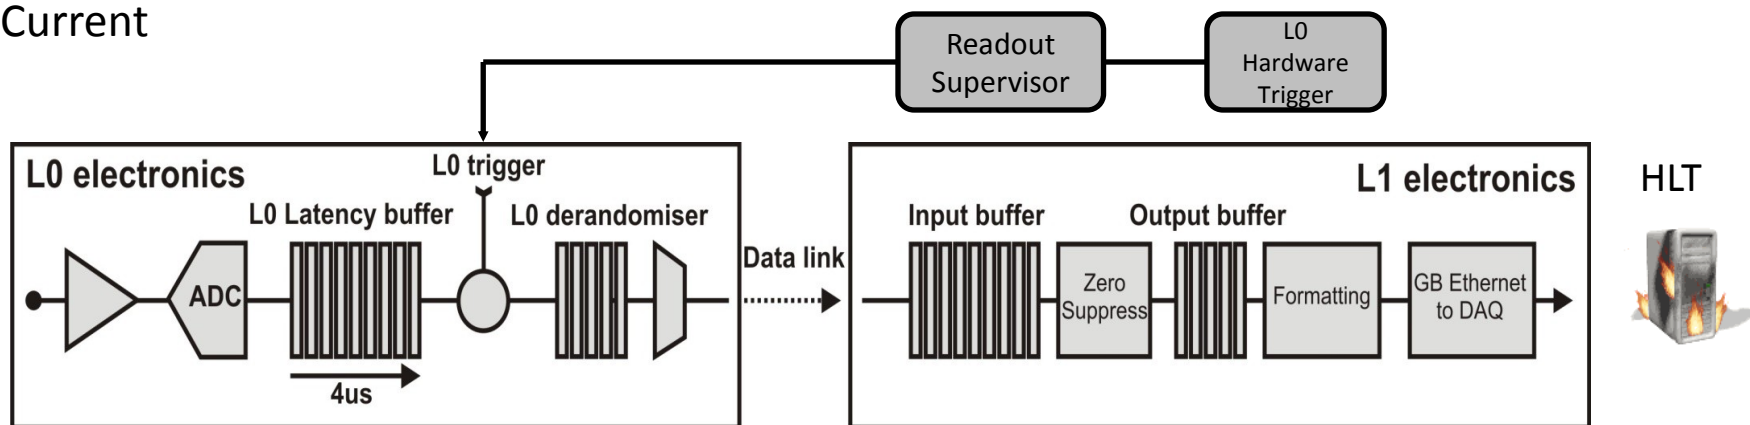 Current
Readout
Supervisor
L0
Hardware
Trigger
L0 electronics
L0 trigger
L0 Latency buffer
L0 derandomiser
ADC
4us
Data link
L1 electronics
Input buffer
Output buffer
Zero
Suppress
Formatting
GB Ethernet
to DAQ
HLT